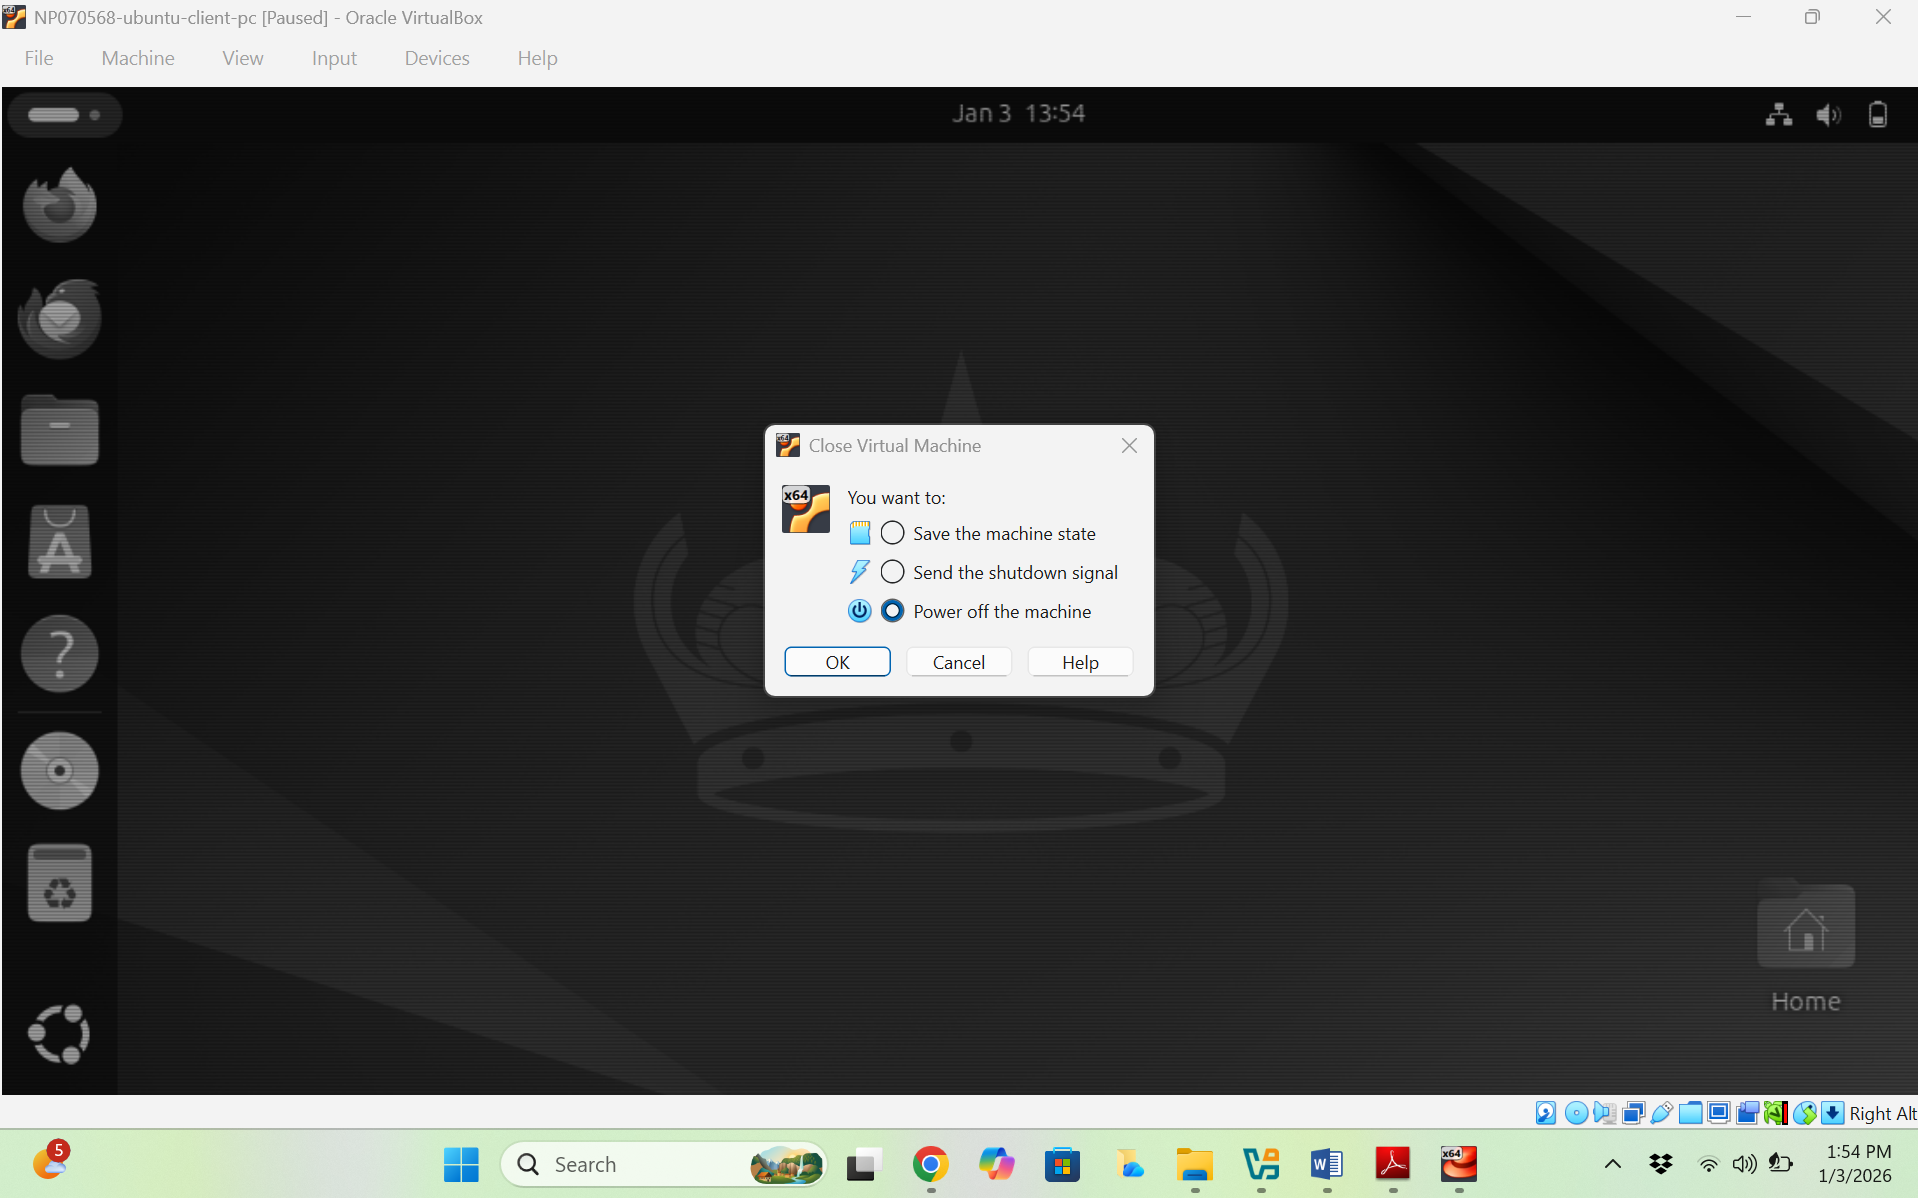 NP070568-ubuntu-client-pc [Paused] - Oracle VirtualBox
File Machine View Input Devices Help
Jan 3 13:54
Close Virtual Machine
x64
You want to:
Save the machine state
Send the shutdown signal
Power off the machine
OK Cancel Help
Home
Right Alt
5
Search
x64
1:54 PM
1/3/2026